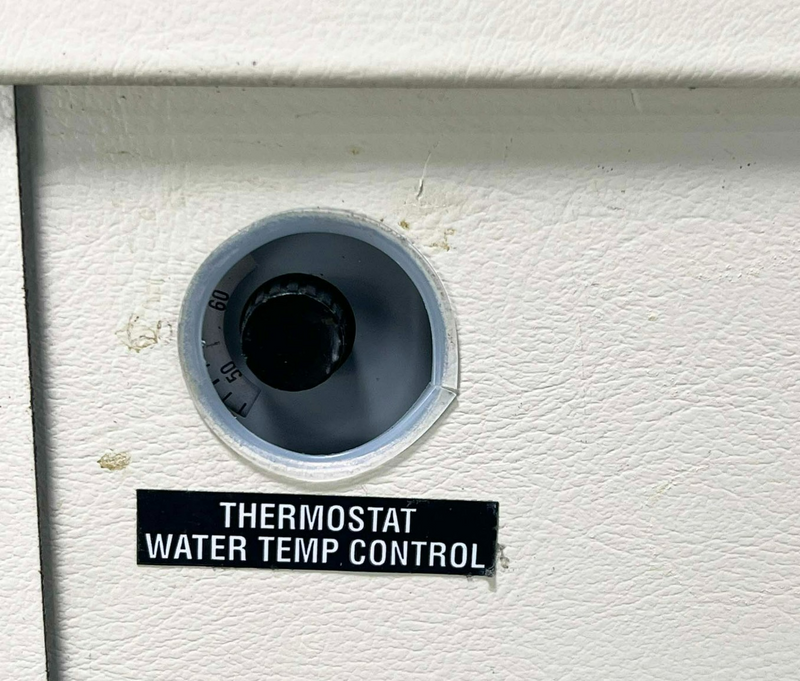 60
50
THERMOSTAT
WATER TEMP CONTROL